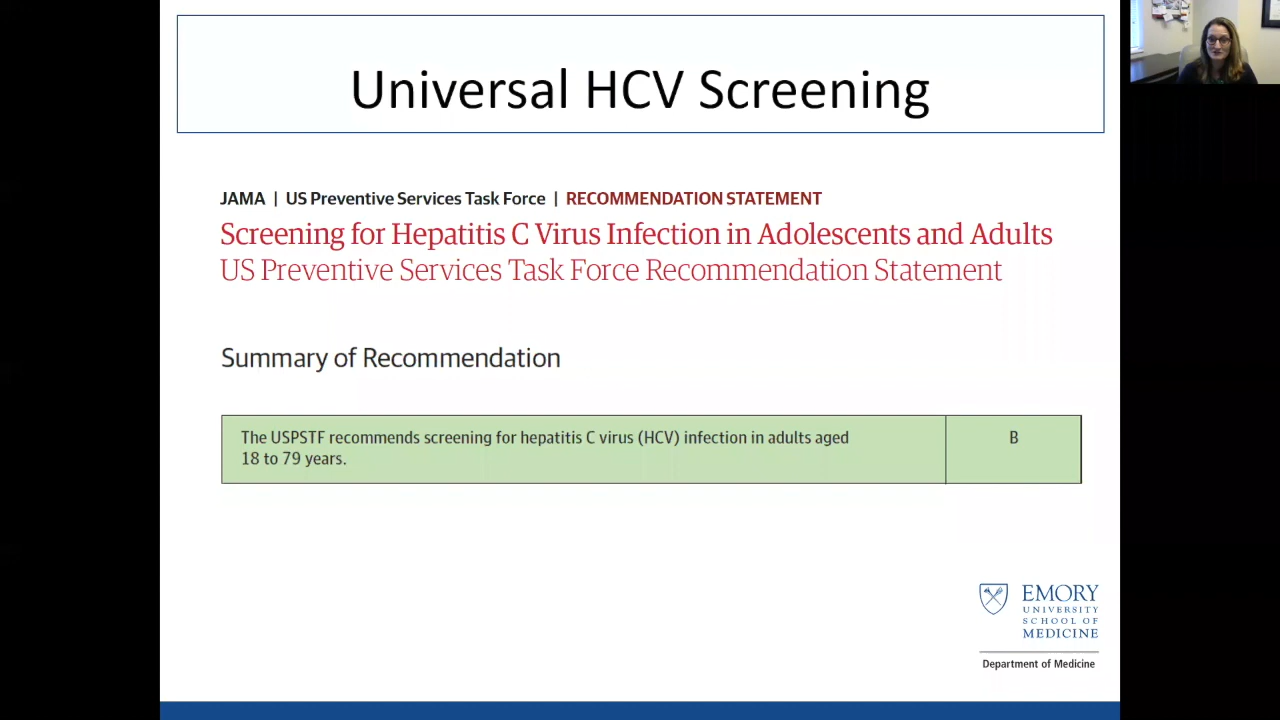 Universal HCV Screening
JAMA | US Preventive Services Task Force | RECOMMENDATION STATEMENT
Screening for Hepatitis C Virus Infection in Adolescents and Adults
US Preventive Services Task Force Recommendation Statement
Summary of Recommendation
The USPSTF recommends screening for hepatitis C virus (HCV) infection in adults aged
18 to 79 years.
B
EMORY
UNIVERSITY
SCHOOL OF
MEDICINE
Department of Medicine